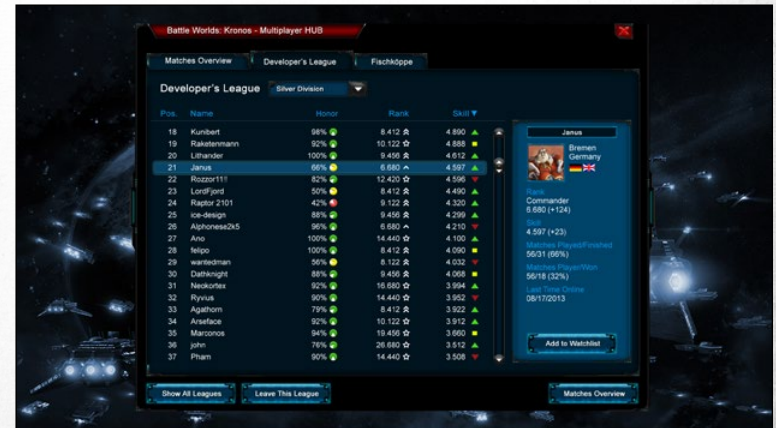 Battle Worlds: Kronos - Multiplayer HUB
Matches Overview Developer's League Fischköppe
Developer's League Silver Division
Pos. Name Honor Rank Skill
18 Kunibert 98% 8.412 4.890
19 Raketenmann 92% 10.122 4.888
20 Lithander 100% 9.456 4.612
21 Janus 66% 6.680 4.597
22 Rozzor11!! 82% 12.420 4.596
23 LordFjord 50% 8.412 4.490
24 Raptor 2101 42% 9.122 4.320
25 ice-design 88% 9.456 4.299
26 Alphonese2k5 96% 6.680 4.210
27 Ano 100% 14.440 4.100
28 felipo 100% 8.412 4.090
29 wantedman 56% 8.122 4.032
30 Dathknight 88% 9.456 4.068
31 Neokortex 92% 16.680 3.994
32 Ryvius 90% 14.440 3.952
33 Agathorn 79% 8.412 3.922
34 Arseface 92% 10.122 3.912
35 Marconos 94% 19.456 3.660
36 john 76% 26.680 3.512
37 Pham 90% 14.440 3.508
Janus
Bremen
Germany
Rank
Commander
6.680 (+124)
Skill
4.597 (+23)
Matches Played/Finished
56/31 (66%)
Matches Player/Won
56/18 (32%)
Last Time Online
08/17/2013
Add to Watchlist
Show All Leagues Leave This League Matches Overview